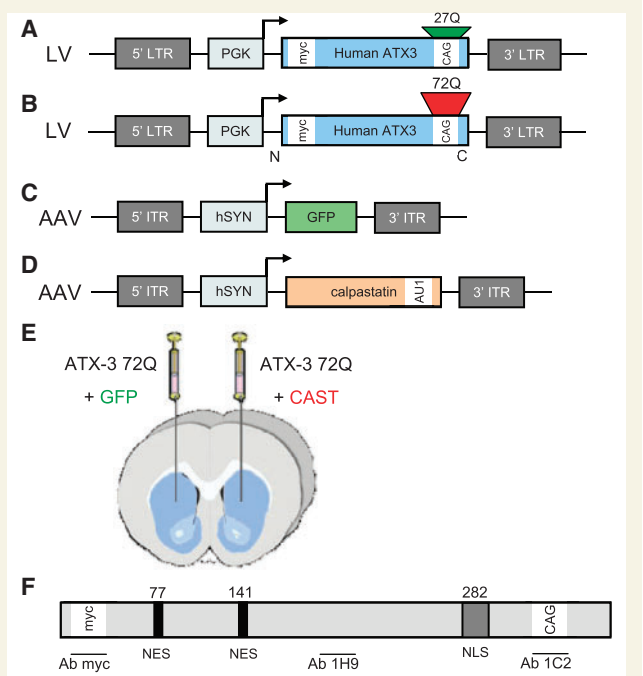 A
27Q
LV
5' LTR
PGK
myc
Human ATX3
CAG
3' LTR
B
72Q
LV
5' LTR
PGK
myc
Human ATX3
CAG
3' LTR
N
C
C
AAV
5' ITR
hSYN
GFP
3' ITR
D
AAV
5' ITR
hSYN
calpastatin
AU1
3' ITR
E
ATX-3 72Q
+ GFP
ATX-3 72Q
+ CAST
F
77
141
282
myc
CAG
Ab myc
NES
NES
Ab 1H9
NLS
Ab 1C2